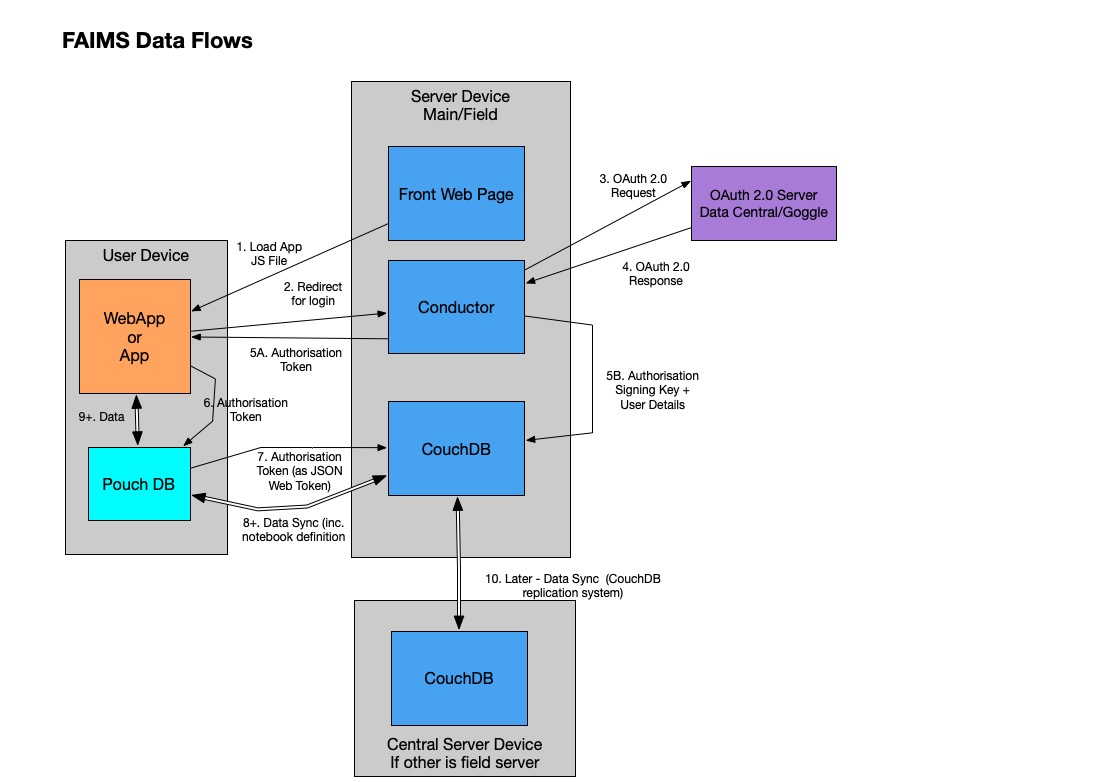 FAIMS Data Flows
Server Device
Main/Field
Front Web Page
3. OAuth 2.0
Request
OAuth 2.0 Server
Data Central/Goggle
User Device
1. Load App
JS File
4. OAuth 2.0
Response
2. Redirect
for login
Conductor
WebApp
or
App
5A. Authorisation
Token
5B. Authorisation
Signing Key +
User Details
6. Authorisation
Token
9+. Data
CouchDB
7. Authorisation
Token (as JSON
Web Token)
Pouch DB
8+. Data Sync (inc.
notebook definition
10. Later - Data Sync (CouchDB
replication system)
CouchDB
Central Server Device
If other is field server